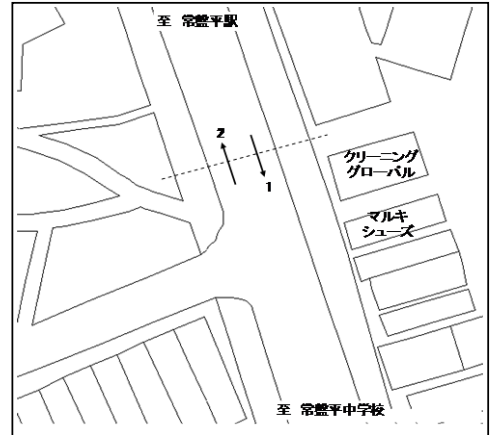 至 常盤平駅
2
1
クリーニング
グローバル
マルキ
シューズ
至 常盤平中学校